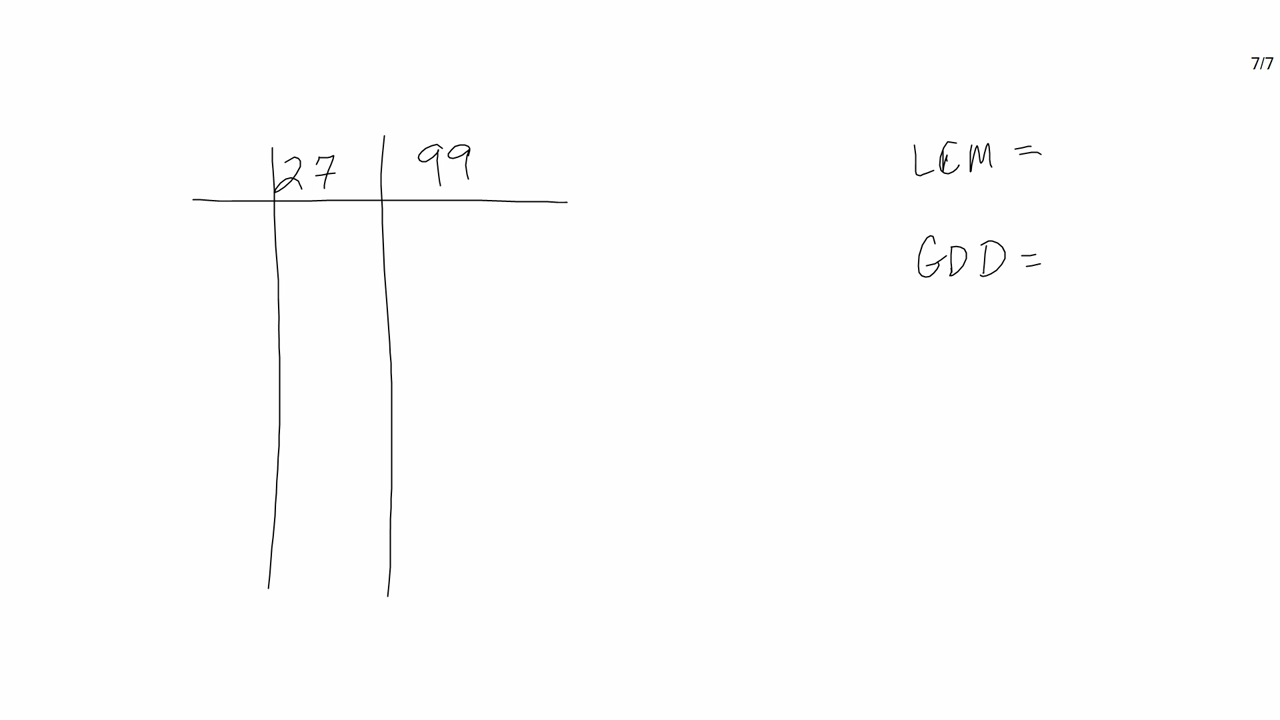 7/7
27 99
LCM =
GDD =